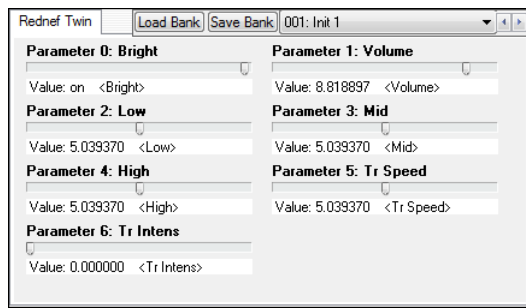 Rednef Twin Load Bank Save Bank 001: Init 1
Parameter 0: Bright Parameter 1: Volume
Value: on <Bright> Value: 8.818897 <Volume>
Parameter 2: Low Parameter 3: Mid
Value: 5.039370 <Low> Value: 5.039370 <Mid>
Parameter 4: High Parameter 5: Tr Speed
Value: 5.039370 <High> Value: 5.039370 <Tr Speed>
Parameter 6: Tr Intens
Value: 0.000000 <Tr Intens>